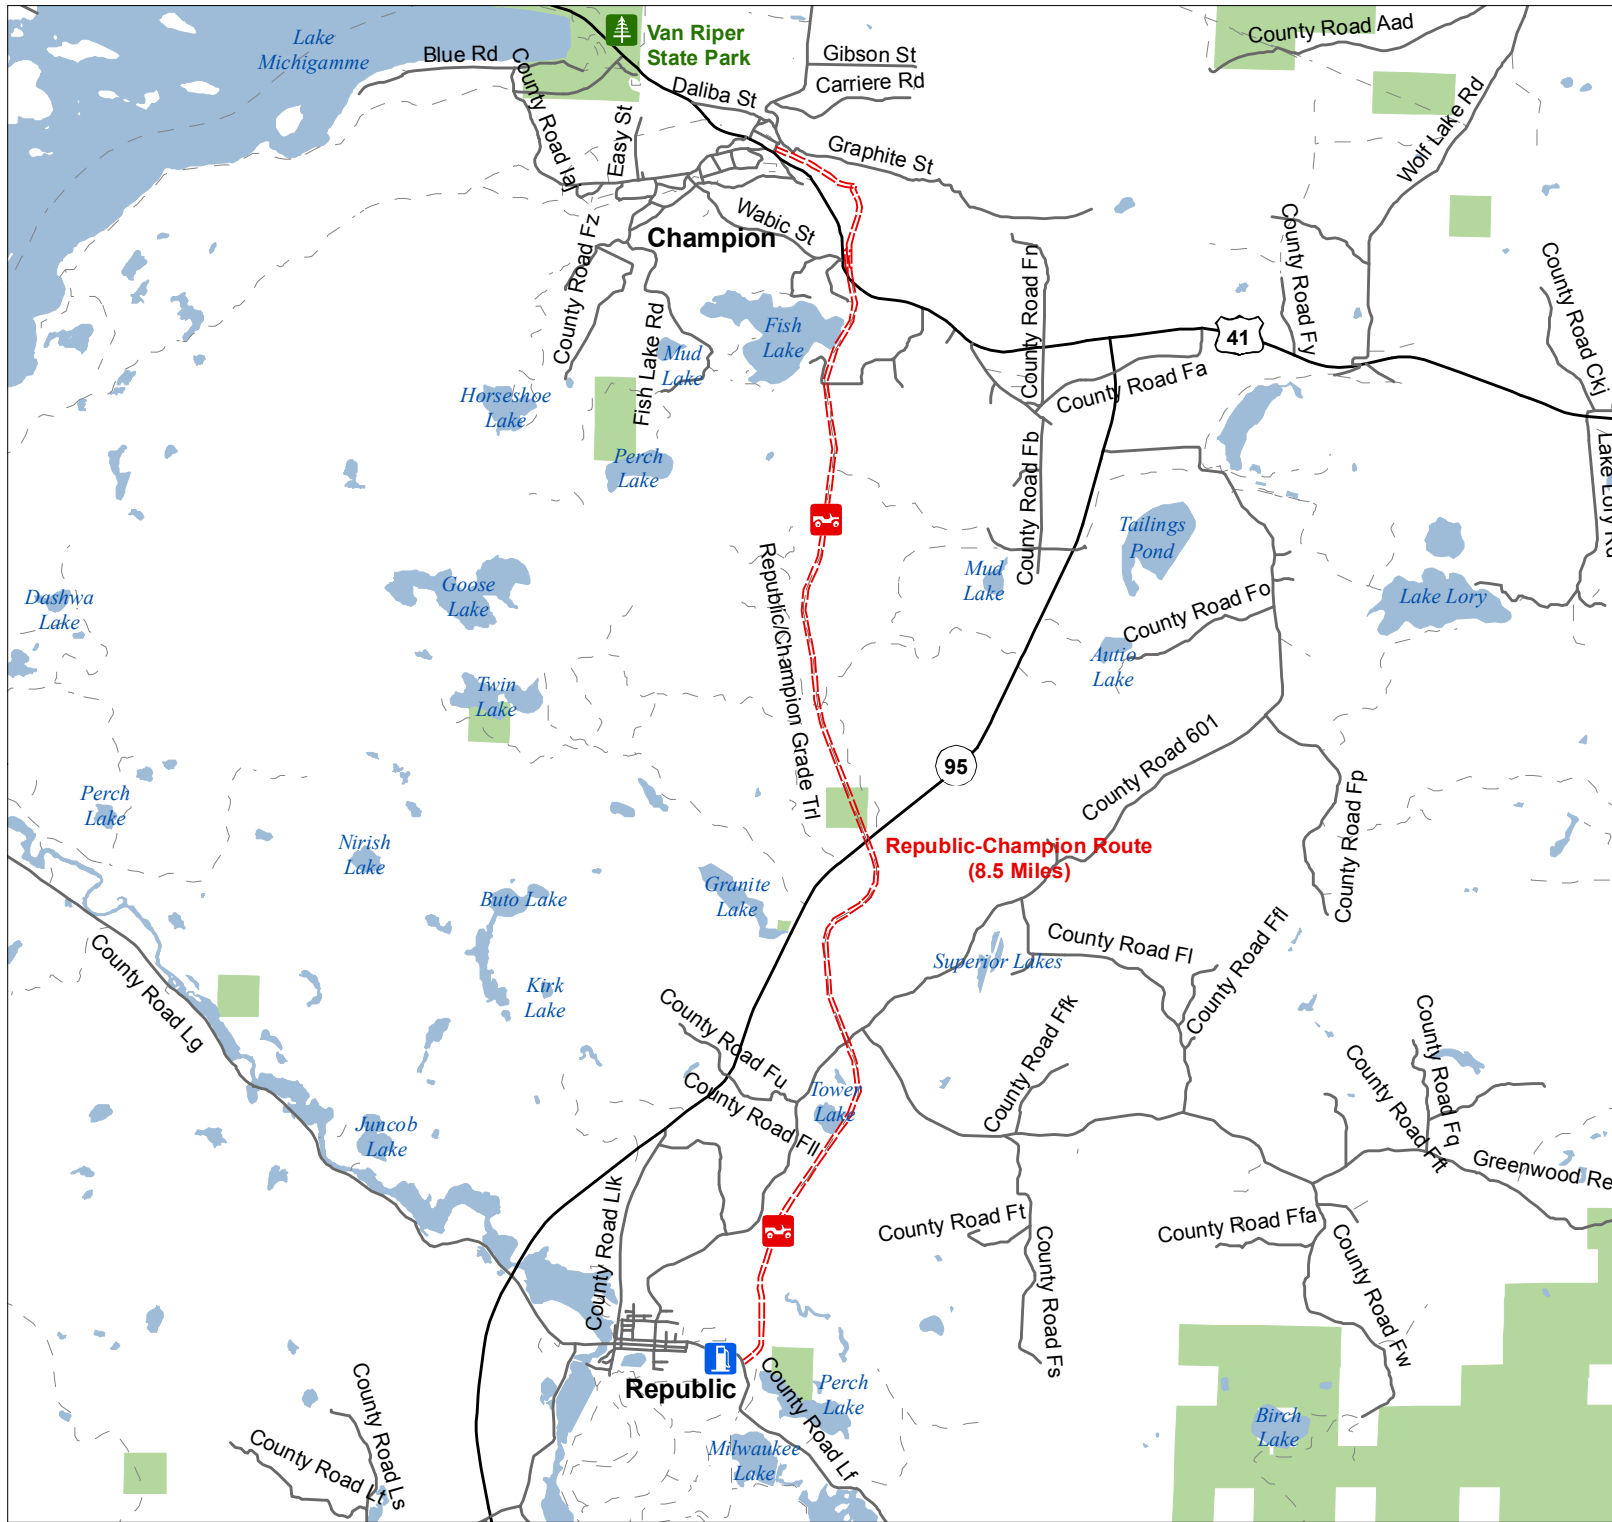 Lake
Michigamme
Van Riper
State Park
Blue Rd
Gibson St
Carriere Rd
County Road Aad
Daliba St
County Road Iaj
Easy St
Graphite St
Wolf Lake Rd
Wabic St
Champion
County Road Fz
County Road Fn
County Road Fy
County Road Ckj
Fish
Lake
41
Fish Lake Rd
Mud
Lake
County Road Fa
Horseshoe
Lake
Perch
Lake
County Road Fb
Lake Lory Rd
Tailings
Pond
Republic/Champion Grade Trl
Mud
Lake
Goose
Lake
Dashwa
Lake
Lake Lory
County Road Fo
Autio
Lake
Twin
Lake
County Road 601
95
County Road Fp
Perch
Lake
Nirish
Lake
Republic-Champion Route
(8.5 Miles)
Granite
Lake
Buto Lake
County Road Lg
County Road Fl
County Road Ffl
Superior Lakes
Kirk
Lake
County Road Fu
County Road Ffk
County Road Fq
County Road Fft
County Road Fll
Tower
Lake
Juncob
Lake
Greenwood Re
County Road Llk
County Road Ft
County Road Ffa
County Road Fs
County Road Fw
Republic
County Road Lf
Perch
Lake
Birch
Lake
Milwaukee
Lake
County Road Ls
County Road Lt